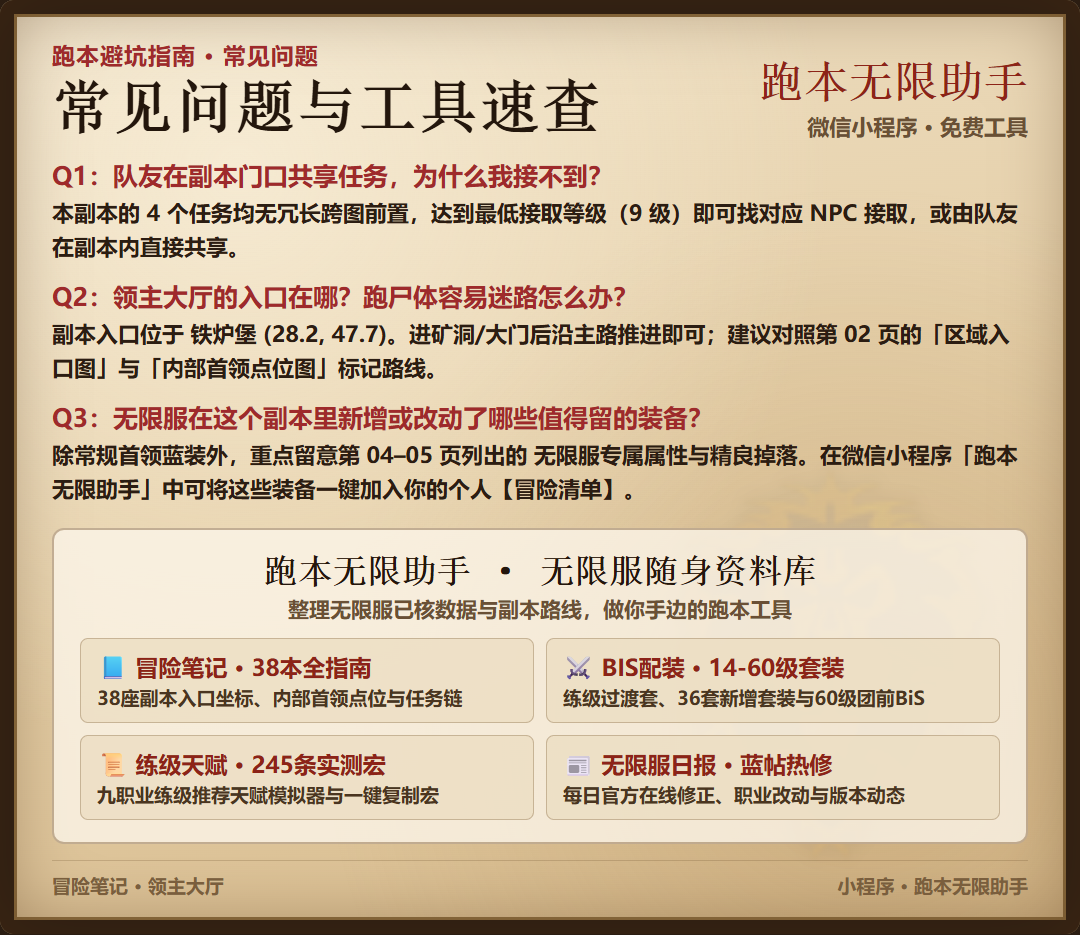 跑本避坑指南 • 常见问题
常见问题与工具速查
跑本无限助手
微信小程序 • 免费工具
Q1：队友在副本门口共享任务，为什么我接不到？
本副本的 4 个任务均无冗长跨图前置，达到最低接取等级（9 级）即可找对应 NPC 接取，或由队友
在副本内直接共享。
Q2：领主大厅的入口在哪？跑尸体容易迷路怎么办？
副本入口位于 铁炉堡 (28.2, 47.7)。进矿洞/大门后沿主路推进即可；建议对照第 02 页的「区域入
口图」与「内部首领点位图」标记路线。
Q3：无限服在这个副本里新增或改动了哪些值得留的装备？
除常规首领蓝装外，重点留意第 04–05 页列出的 无限服专属属性与精良掉落。在微信小程序「跑本
无限助手」中可将这些装备一键加入你的个人【冒险清单】。
跑本无限助手 • 无限服随身资料库
整理无限服已核数据与副本路线，做你手边的跑本工具
冒险笔记 • 38本全指南
38座副本入口坐标、内部首领点位与任务链
BIS配装 • 14-60级套装
练级过渡套、36套新增套装与60级团前BiS
练级天赋 • 245条实测宏
九职业练级推荐天赋模拟器与一键复制宏
无限服日报 • 蓝帖热修
每日官方在线修正、职业改动与版本动态
冒险笔记 • 领主大厅
小程序 • 跑本无限助手